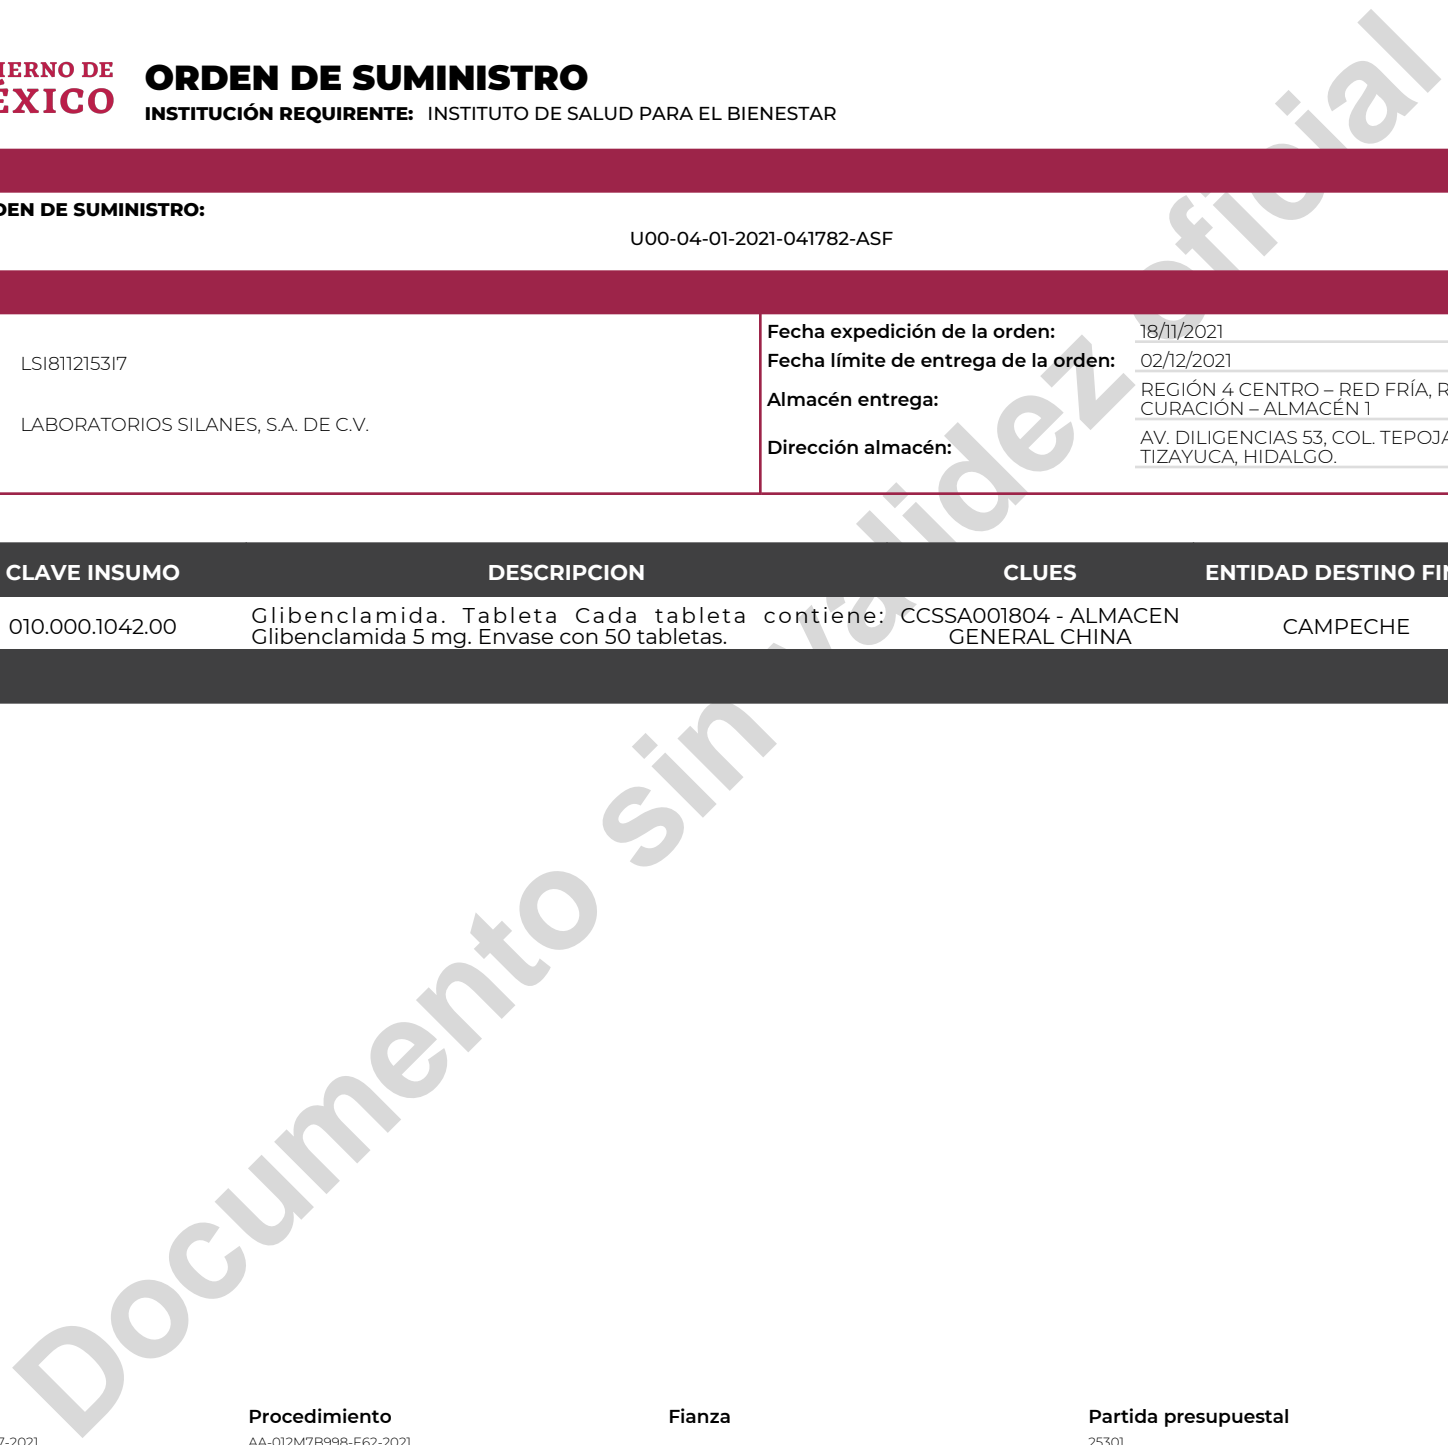 IERNO DE
ÉXICO
ORDEN DE SUMINISTRO
INSTITUCIÓN REQUIRENTE: INSTITUTO DE SALUD PARA EL BIENESTAR
DEN DE SUMINISTRO:
U00-04-01-2021-041782-ASF
LSI8112153I7
LABORATORIOS SILANES, S.A. DE C.V.
Fecha expedición de la orden: 18/11/2021
Fecha límite de entrega de la orden: 02/12/2021
Almacén entrega: REGIÓN 4 CENTRO – RED FRÍA, R
CURACIÓN – ALMACÉN 1
Dirección almacén: AV. DILIGENCIAS 53, COL. TEPOJA
TIZAYUCA, HIDALGO.
CLAVE INSUMO DESCRIPCION CLUES ENTIDAD DESTINO FIN
010.000.1042.00 Glibenclamida. Tableta Cada tableta contiene: Glibenclamida 5 mg. Envase con 50 tabletas. CCSSA001804 - ALMACEN GENERAL CHINA CAMPECHE
Documento sin validez oficial
Procedimiento Fianza Partida presupuestal
7-2021 AA-012M7B998-E62-2021 25301